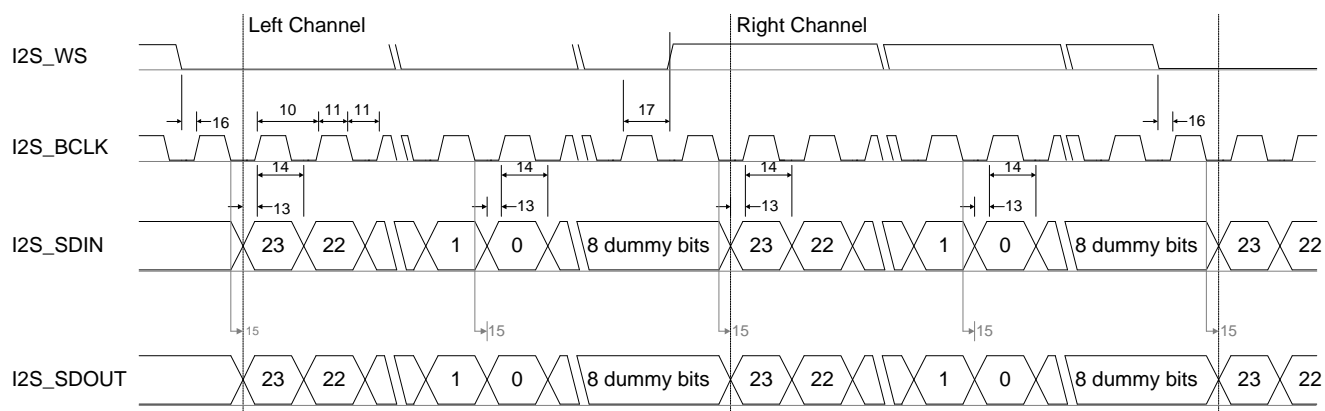 Left Channel Right Channel
I2S_WS
10 11 11 17
16 16
I2S_BCLK
14 14 14 14
13 13 13 13
I2S_SDIN 23 22 1 0 8 dummy bits 23 22 1 0 8 dummy bits 23 22
15 15 15 15 15
I2S_SDOUT 23 22 1 0 8 dummy bits 23 22 1 0 8 dummy bits 23 22